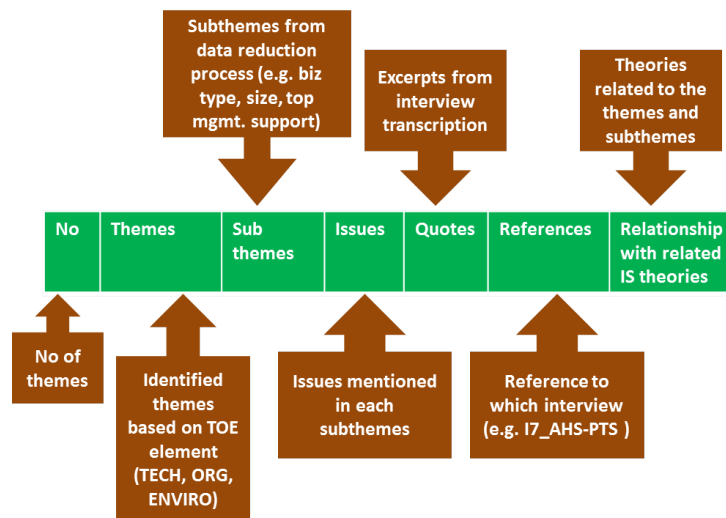 Subthemes from
data reduction
process (e.g. biz
type, size, top
mgmt. support)
Excerpts from
interview
transcription
Theories
related to the
themes and
subthemes
No
Themes
Sub
themes
Issues
Quotes
References
Relationship
with related
IS theories
No of
themes
Identified
themes
based on TOE
element
(TECH, ORG,
ENVIRO)
Issues mentioned
in each
subthemes
Reference to
which interview
(e.g. I7_AHS-PTS )